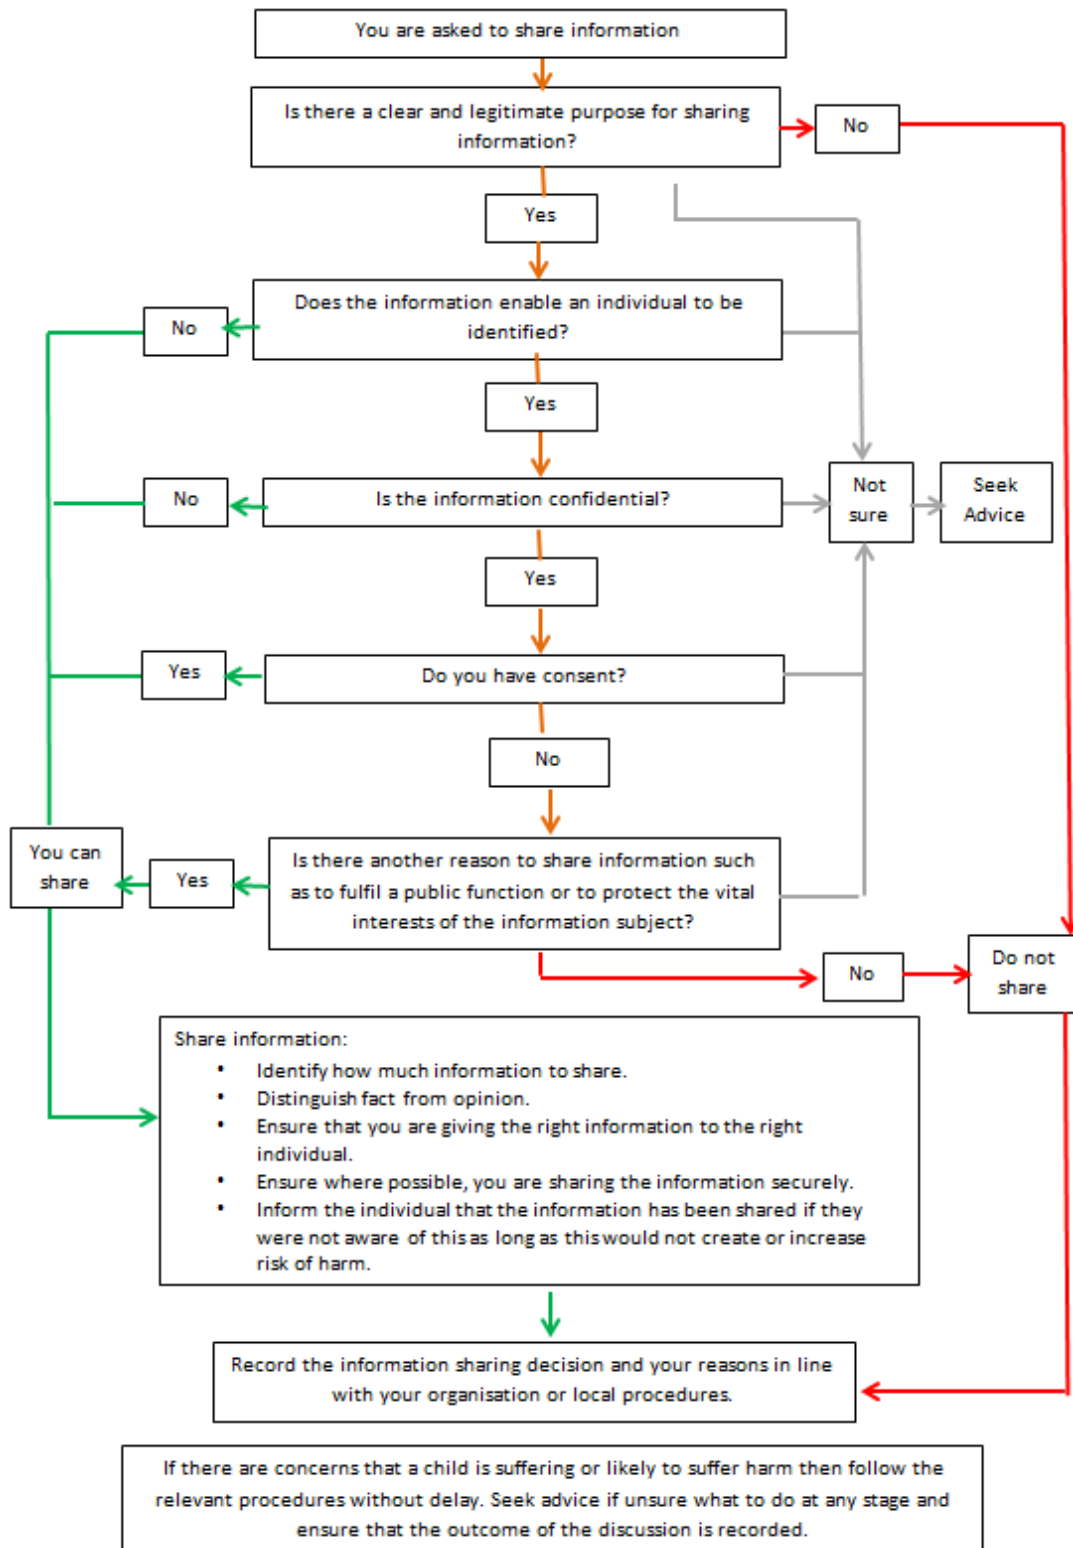 You are asked to share information
Is there a clear and legitimate purpose for sharing
information?
No
Yes
Does the information enable an individual to be
identified?
No
Yes
Is the information confidential?
No
Not
sure
Seek
Advice
Yes
Do you have consent?
Yes
No
You can
share
Yes
Is there another reason to share information such
as to fulfil a public function or to protect the vital
interests of the information subject?
No
Do not
share
Share information:
• Identify how much information to share.
• Distinguish fact from opinion.
• Ensure that you are giving the right information to the right
individual.
• Ensure where possible, you are sharing the information securely.
• Inform the individual that the information has been shared if they
were not aware of this as long as this would not create or increase
risk of harm.
Record the information sharing decision and your reasons in line
with your organisation or local procedures.
If there are concerns that a child is suffering or likely to suffer harm then follow the
relevant procedures without delay. Seek advice if unsure what to do at any stage and
ensure that the outcome of the discussion is recorded.